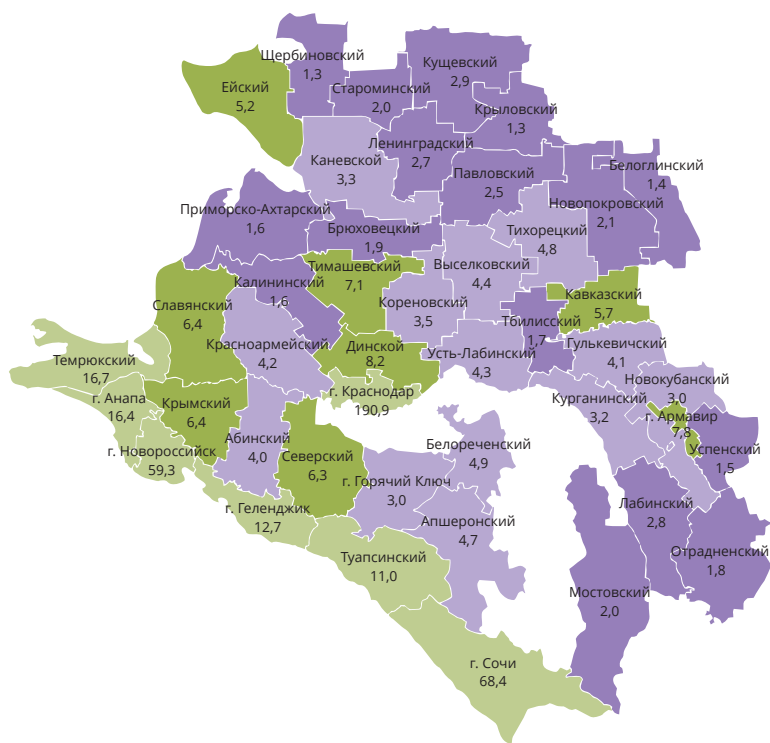 Щербиновский
1,3
Кущевский
2,9
Ейский
5,2
Староминский
2,0
Крыловский
1,3
Ленинградский
2,7
Каневской
3,3
Павловский
2,5
Белоглинский
1,4
Новопокровский
2,1
Приморско-Ахтарский
1,6
Брюховецкий
1,9
Тихорецкий
4,8
Тимашевский
7,1
Выселковский
4,4
Калининский
1,6
Кавказский
5,7
Славянский
6,4
Кореновский
3,5
Тбилисский
1,7
Красноармейский
4,2
Динской
8,2
Усть-Лабинский
4,3
Гулькевичский
4,1
Темрюкский
16,7
Новокубанский
3,0
г. Краснодар
190,9
г. Анапа
16,4
Крымский
6,4
Курганинский
3,2
г. Армавир
7,8
Абинский
4,0
Белореченский
4,9
г. Новороссийск
59,3
Северский
6,3
Успенский
1,5
г. Горячий Ключ
3,0
г. Геленджик
12,7
Лабинский
2,8
Апшеронский
4,7
Туапсинский
11,0
Отрадненский
1,8
Мостовский
2,0
г. Сочи
68,4